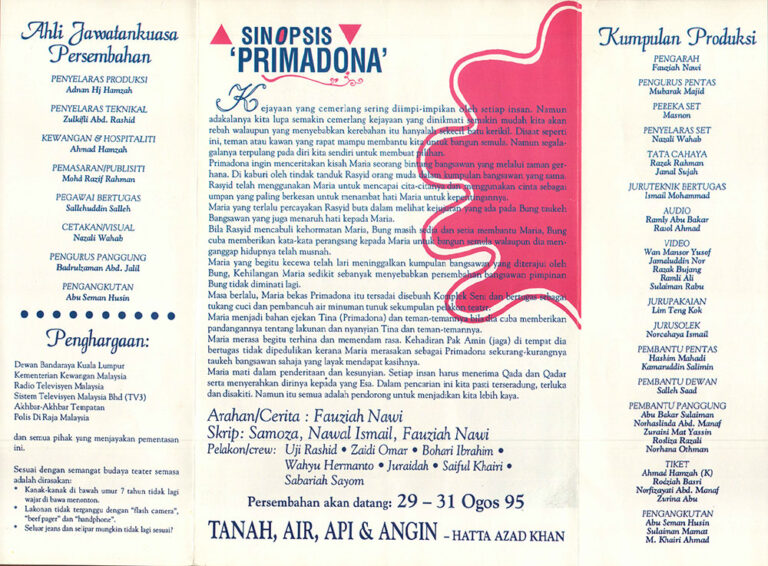 Ahli Jawatankuasa
Persembahan
PENYELARAS PRODUKSI
Adnan Hj Hamzah
PENYELARAS TEKNIKAL
Zulkifli Abd. Rashid
KEWANGAN & HOSPITALITI
Ahmad Hamzah
PEMASARAN/PUBLISITI
Mohd Razif Rahman
PEGAWAI BERTUGAS
Sallehuddin Salleh
CETAKAN/VISUAL
Nazali Wahab
PENGURUS PANGGUNG
Badrulzaman Abd. Jalil
PENGANGKUTAN
Abu Seman Husin
Penghargaan:
Dewan Bandaraya Kuala Lumpur
Kementerian Kewangan Malaysia
Radio Televisyen Malaysia
Sistem Televisyen Malaysia Bhd (TV3)
Akhbar-Akhbar Tempatan
Polis Di Raja Malaysia
dan semua pihak yang menjayakan pementasan
ini.
Sesuai dengan semangat budaya teater semasa
adalah dirasakan:
* Kanak-kanak di bawah umur 7 tahun tidak lagi
wajar di bawa menonton.
* Lakonan tidak terganggu dengan "flash camera",
"beef pager" dan "handphone".
* Seluar jeans dan selipar mungkin tidak lagi sesuai?
SINOPSIS
'PRIMADONA'
Kejayaan yang cemerlang sering diimpi-impikan oleh setiap insan. Namun
adakalanya kita lupa semakin cemerlang kejayaan yang dinikmati semakin mudah kita akan
rebah walaupun yang menyebabkan kerebahan itu hanyalah sekecil batu kerikil. Disaat seperti
ini, teman atau kawan yang rapat mampu membantu kita untuk bangun semula. Namun segala-
galanya terpulang pada diri kita sendiri untuk membuat pilihan.
Primadona ingin menceritakan kisah Maria seorang bintang bangsawan yang melalui zaman ger-
hana. Di kaburi oleh tindak tanduk Rasyid orang muda dalam kumpulan bangsawan yang sama.
Rasyid telah menggunakan Maria untuk mencapai cita-citanya dan menggunakan cinta sebagai
umpan yang paling berkesan untuk menambat hati Maria untuk kepentingannya.
Maria yang terlalu percayakan Rasyid buta dalam melihat kejujuran yang ada pada Bung taukeh
Bangsawan yang juga menaruh hati kepada Maria.
Bila Rasyid mencabuli kehormatan Maria, Bung masih sedia dan setia membantu Maria, Bung
cuba memberikan kata-kata perangsang kepada Maria untuk bangun semula walaupun dia men-
ganggap hidupnya telah musnah.
Maria yang begitu kecewa telah lari meninggalkan kumpulan bangsawan yang diterajui oleh
Bung, Kehilangan Maria sedikit sebanyak menyebabkan persembahan bangsawan pimpinan
Bung tidak diminati lagi.
Masa berlalu, Maria bekas Primadona itu tersadai disebuah Komplek Seni dan bertugas sebagai
tukang cuci dan pembancuh air minuman tuntuk sekumpulan pelakon teater.
Maria menjadi bahan ejekan Tina (Primadona) dan teman-temannya bila dia cuba memberikan
pandangannya tentang lakunan dan nyanyian Tina dan teman-temannya.
Maria merasa begitu terhina dan memendam rasa. Kehadiran Pak Amin (jaga) di tempat dia
bertugas tidak dipedulikan kerana Maria merasakan sebagai Primadona sekurang-kurangnya
taukeh bangsawan sahaja yang layak mendapat kasihnya.
Maria mati dalam penderitaan dan kesunyian. Setiap insan harus menerima Qada dan Qadar
serta menyerahkan dirinya kepada yang Esa. Dalam pencarian ini kita pasti terseradung, terluka
dan disakiti. Namun itu semua adalah pendorong untuk menjadikan kita lebih kaya.
Arahan/Cerita : Fauziah Nawi
Skrip: Samoza, Nawal Ismail, Fauziah Nawi
Pelakon/crew: Uji Rashid • Zaidi Omar • Bohari Ibrahim •
Wahyu Hermanto • Juraidah • Saiful Khairi •
Sabariah Sayom
Persembahan akan datang: 29 – 31 Ogos 95
TANAH, AIR, API & ANGIN – HATTA AZAD KHAN
Kumpulan Produksi
PENGARAH
Fauziah Nawi
PENGURUS PENTAS
Mubarak Majid
PEREKA SET
Masnon
PENYELARAS SET
Nazali Wahab
TATA CAHAYA
Razak Rahman
Janal Sujah
JURUTEKNIK BERTUGAS
Ismail Mohammad
AUDIO
Ramly Abu Bakar
Rasol Ahmad
VIDEO
Wan Mansor Yusof
Jamaluddin Nor
Razak Bujang
Ramli Ali
Sulaiman Rabu
JURUPAKAIAN
Lim Teng Kok
JURUSOLEK
Norcahaya Ismail
PEMBANTU PENTAS
Hashim Mahadi
Kamaruddin Salimin
PEMBANTU DEWAN
Salleh Saad
PEMBANTU PANGGUNG
Abu Bakar Sulaiman
Norhaslinda Abd. Manaf
Zuraini Mat Yassin
Rosliza Razali
Norhana Othman
TIKET
Ahmad Hamzah (K)
Rodziah Basri
Norfizayati Abd. Manaf
Zurina Abu
PENGANGKUTAN
Abu Seman Husin
Sulaiman Mamat
M. Khairi Ahmad